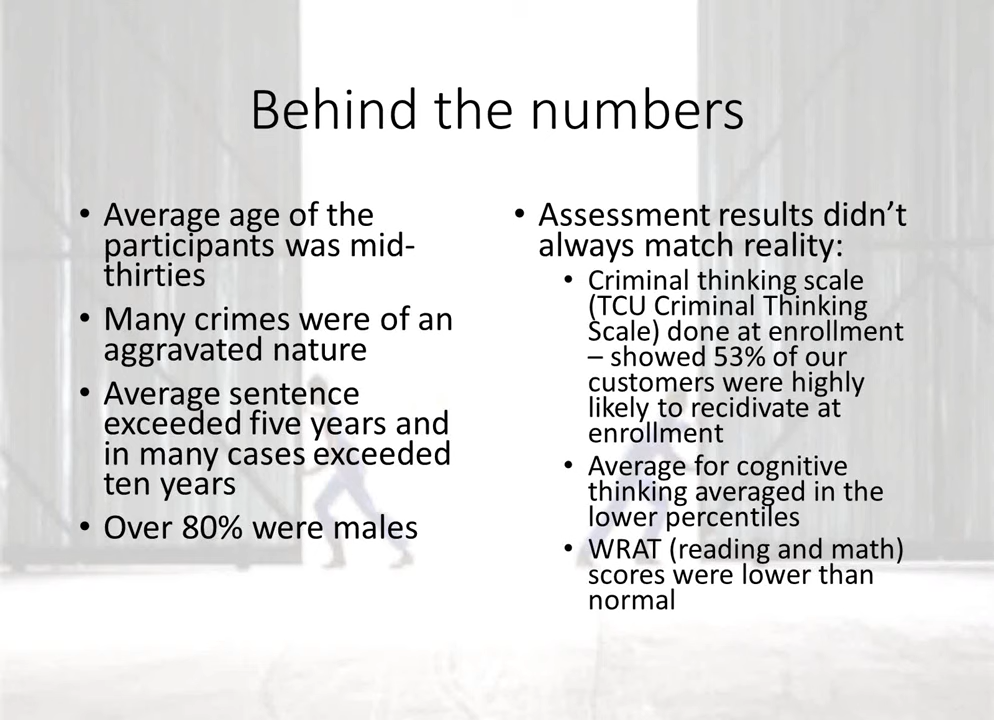 Behind the numbers
• Average age of the
participants was mid-
thirties
• Many crimes were of an
aggravated nature
• Average sentence
exceeded five years and
in many cases exceeded
ten years
• Over 80% were males
• Assessment results didn’t
always match reality:
• Criminal thinking scale
(TCU Criminal Thinking
Scale) done at enrollment
– showed 53% of our
customers were highly
likely to recidivate at
enrollment
• Average for cognitive
thinking averaged in the
lower percentiles
• WRAT (reading and math)
scores were lower than
normal